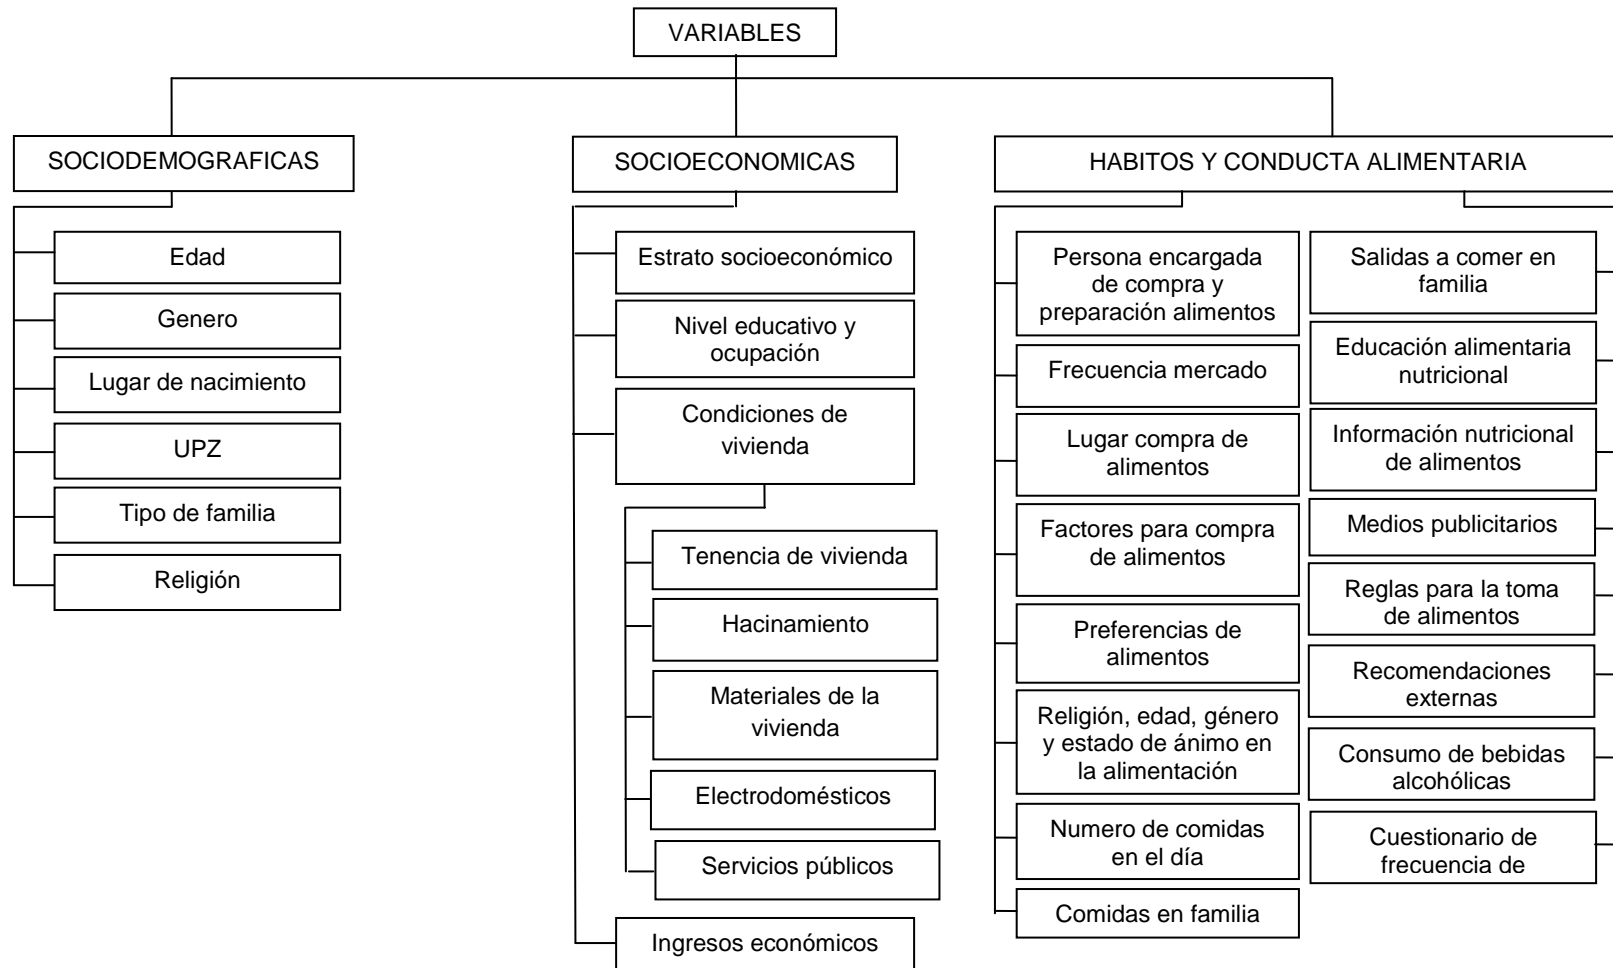 VARIABLES
SOCIODEMOGRAFICAS
Edad
Genero
Lugar de nacimiento
UPZ
Tipo de familia
Religión
SOCIOECONOMICAS
Estrato socioeconómico
Nivel educativo y
ocupación
Condiciones de
vivienda
Tenencia de vivienda
Hacinamiento
Materiales de la
vivienda
Electrodomésticos
Servicios públicos
Ingresos económicos
HABITOS Y CONDUCTA ALIMENTARIA
Persona encargada
de compra y
preparación alimentos
Frecuencia mercado
Lugar compra de
alimentos
Factores para compra
de alimentos
Preferencias de
alimentos
Religión, edad, género
y estado de ánimo en
la alimentación
Numero de comidas
en el día
Comidas en familia
Salidas a comer en
familia
Educación alimentaria
nutricional
Información nutricional
de alimentos
Medios publicitarios
Reglas para la toma
de alimentos
Recomendaciones
externas
Consumo de bebidas
alcohólicas
Cuestionario de
frecuencia de